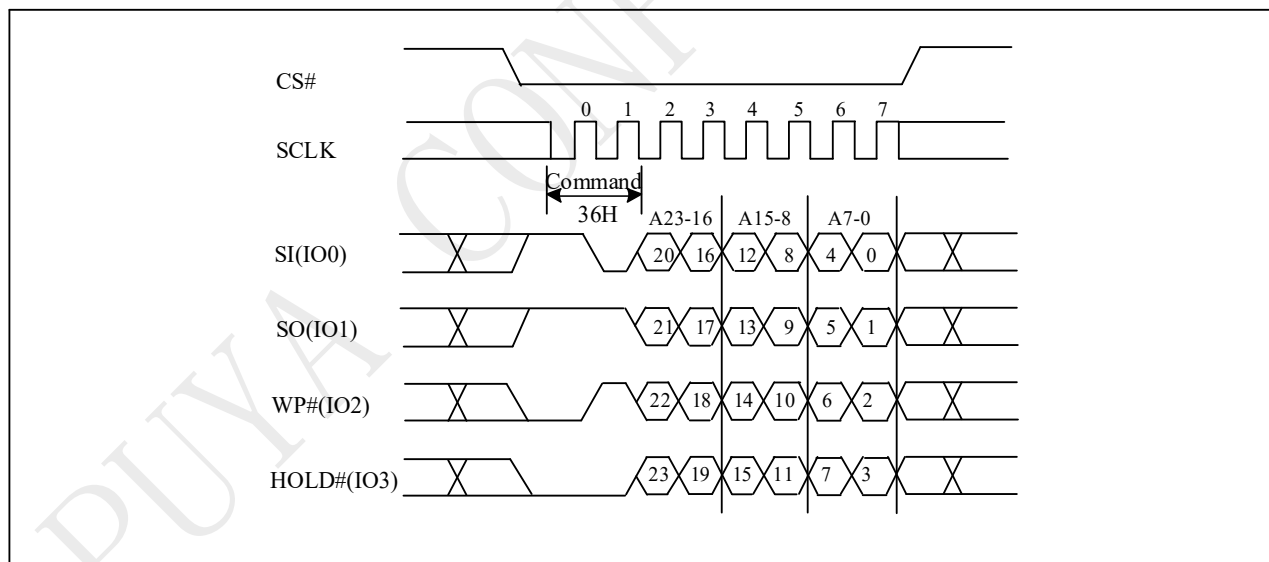 CS#
0 1 2 3 4 5 6 7
SCLK
Command
36H
A23-16 A15-8 A7-0
SI(IO0) 20 16 12 8 4 0
SO(IO1) 21 17 13 9 5 1
WP#(IO2) 22 18 14 10 6 2
HOLD#(IO3) 23 19 15 11 7 3
PUYA CONF